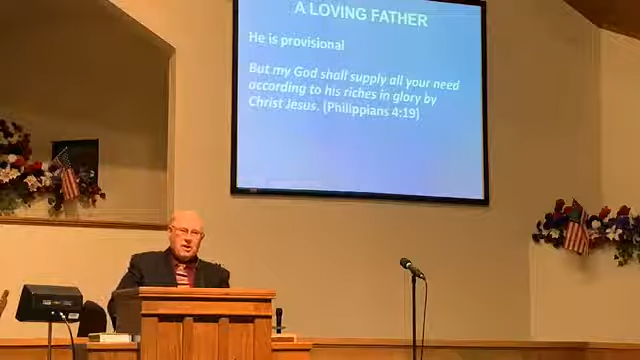 A LOVING FATHER
He is provisional
But my God shall supply all your need
according to his riches in glory by
Christ Jesus. (Philippians 4:19)